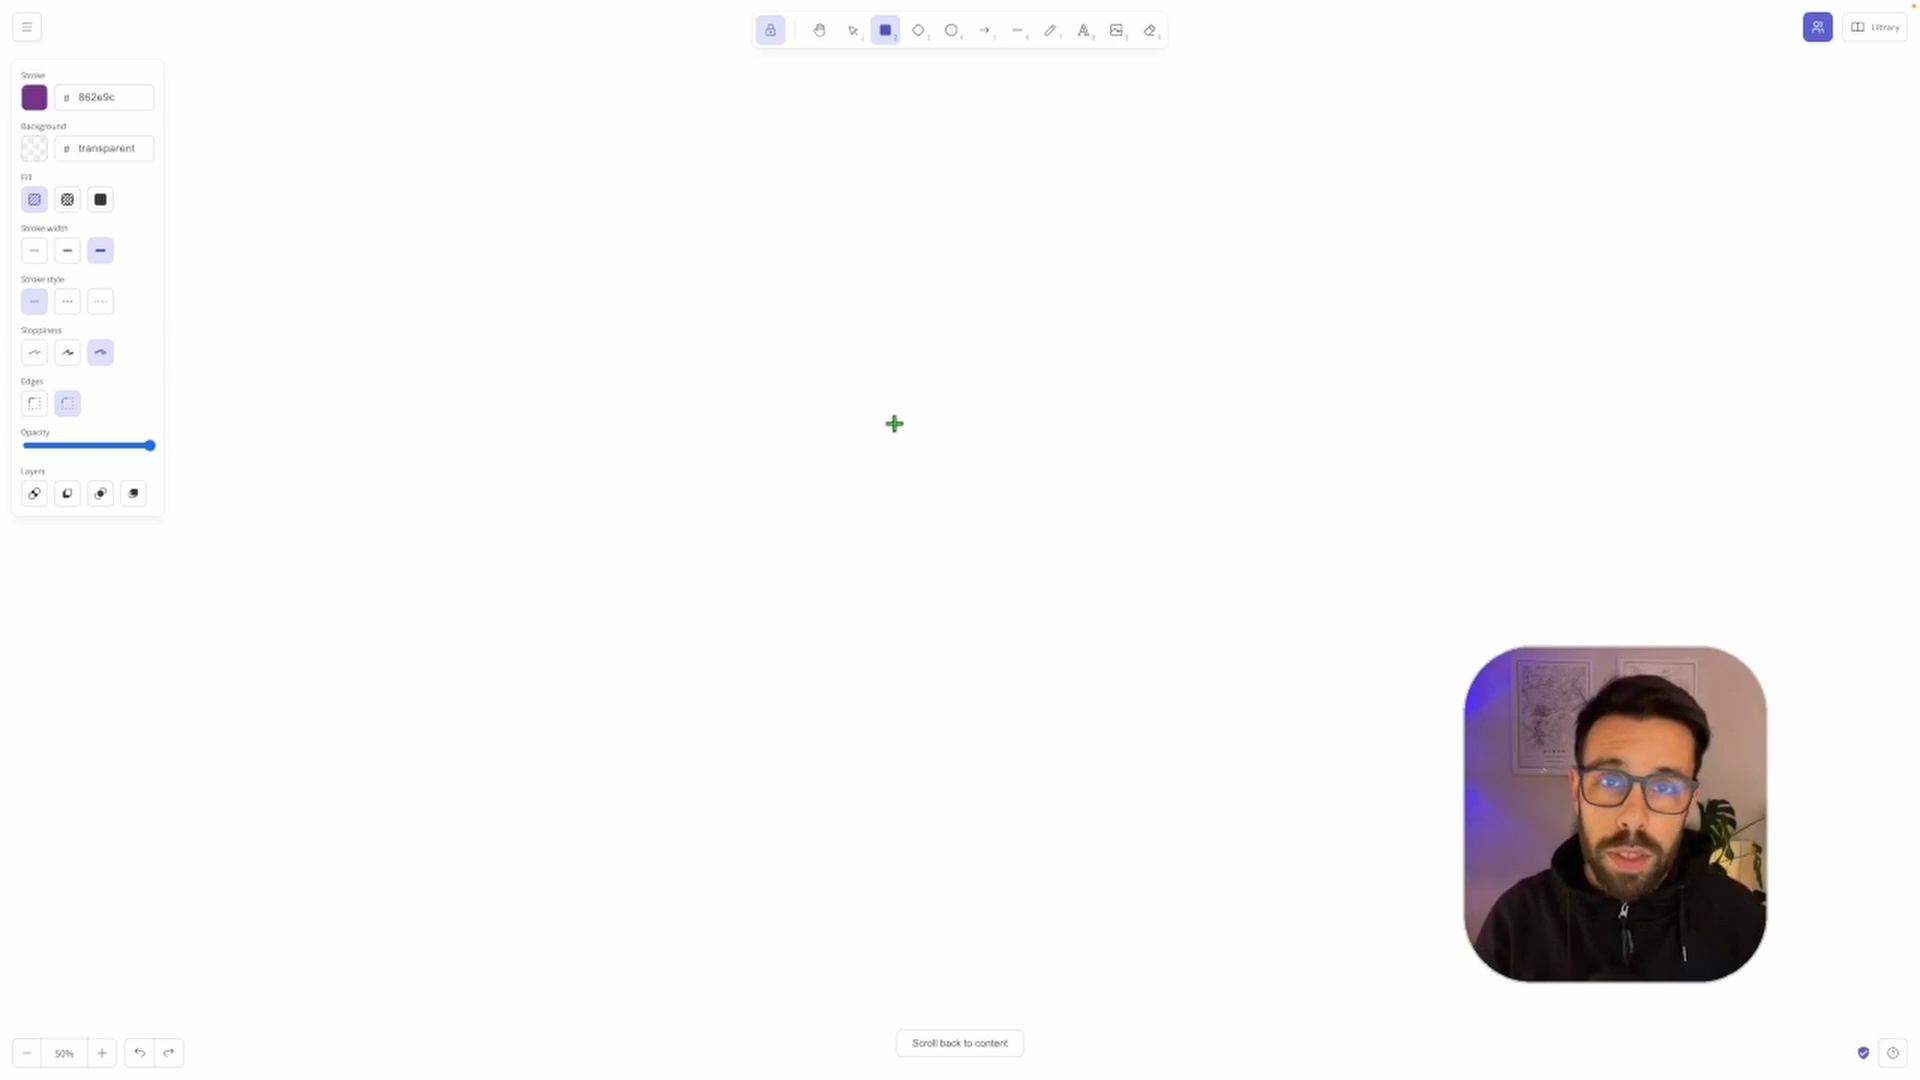 Library
Stroke
# 862e9c
Background
# transparent
Fill
Stroke width
Stroke style
Sloppiness
Edges
Opacity
Layers
50%
Scroll back to content